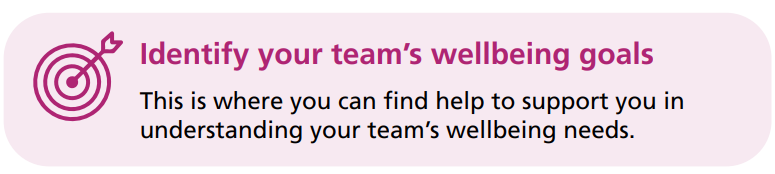 Identify your team's wellbeing goals
This is where you can find help to support you in
understanding your team's wellbeing needs.